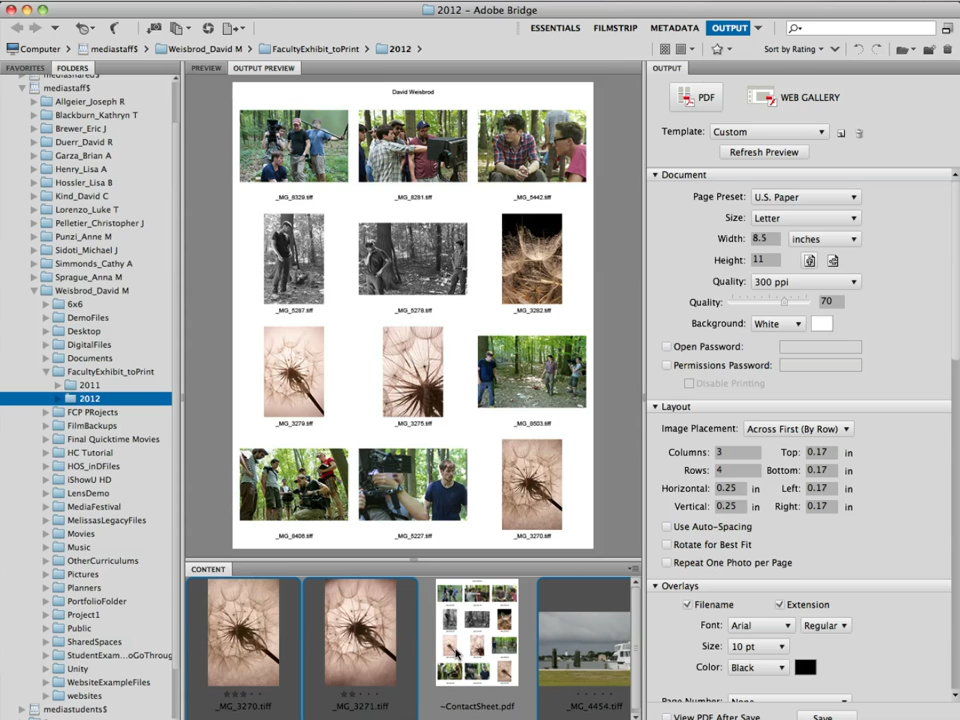 2012 - Adobe Bridge
ESSENTIALS FILMSTRIP METADATA OUTPUT
Computer > mediastaff$ > Weisbrod_David M > FacultyExhibit_toPrint > 2012 >
Sort by Rating
FAVORITES FOLDERS
mediashared$
mediastaff$
Allgeier_Joseph R
Blackburn_Kathryn T
Brewer_Eric J
Duerr_David R
Garza_Brian A
Henry_Lisa A
Hossler_Lisa B
Kind_David C
Lorenzo_Luke T
Pelletier_Christopher J
Punzi_Anne M
Sidoti_Michael J
Simmonds_Cathy A
Sprague_Anna M
Weisbrod_David M
6x6
DemoFiles
Desktop
DigitalFiles
Documents
FacultyExhibit_toPrint
2011
2012
FCP PRojects
FilmBackups
Final Quicktime Movies
HC Tutorial
HOS_inDFiles
iShowU HD
LensDemo
MediaFestival
MelissasLegacyFiles
Movies
Music
OtherCurriculums
Pictures
Planners
PortfolioFolder
Project1
Public
SharedSpaces
StudentExam...oGoThroug
Unity
WebsiteExampleFiles
websites
mediastudents$
PREVIEW OUTPUT PREVIEW
David Weisbrod
_MG_8329.tiff _MG_8281.tiff _MG_5442.tiff
_MG_5287.tiff _MG_5278.tiff _MG_3282.tiff
_MG_3279.tiff _MG_3275.tiff _MG_8503.tiff
_MG_8406.tiff _MG_5227.tiff _MG_3270.tiff
CONTENT
_MG_3270.tiff _MG_3271.tiff ~ContactSheet.pdf _MG_4454.tiff
OUTPUT
PDF WEB GALLERY
Template: Custom
Refresh Preview
Document
Page Preset: U.S. Paper
Size: Letter
Width: 8.5 inches
Height: 11
Quality: 300 ppi
Quality: 70
Background: White
Open Password:
Permissions Password:
Disable Printing
Layout
Image Placement: Across First (By Row)
Columns: 3 Top: 0.17 in
Rows: 4 Bottom: 0.17 in
Horizontal: 0.25 in Left: 0.17 in
Vertical: 0.25 in Right: 0.17 in
Use Auto-Spacing
Rotate for Best Fit
Repeat One Photo per Page
Overlays
Filename Extension
Font: Arial Regular
Size: 10 pt
Color: Black
Page Number: None
View PDF After Save Save